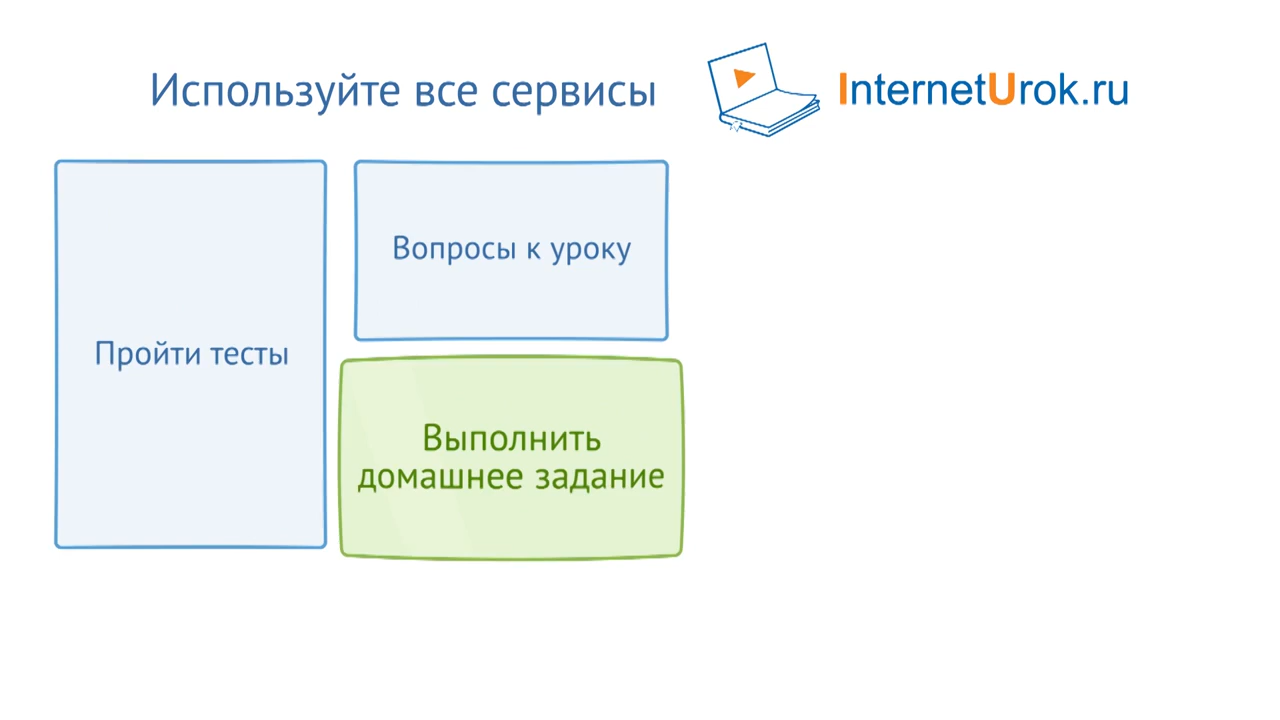 Используйте все сервисы InternetUrok.ru
Пройти тесты
Вопросы к уроку
Выполнить
домашнее задание